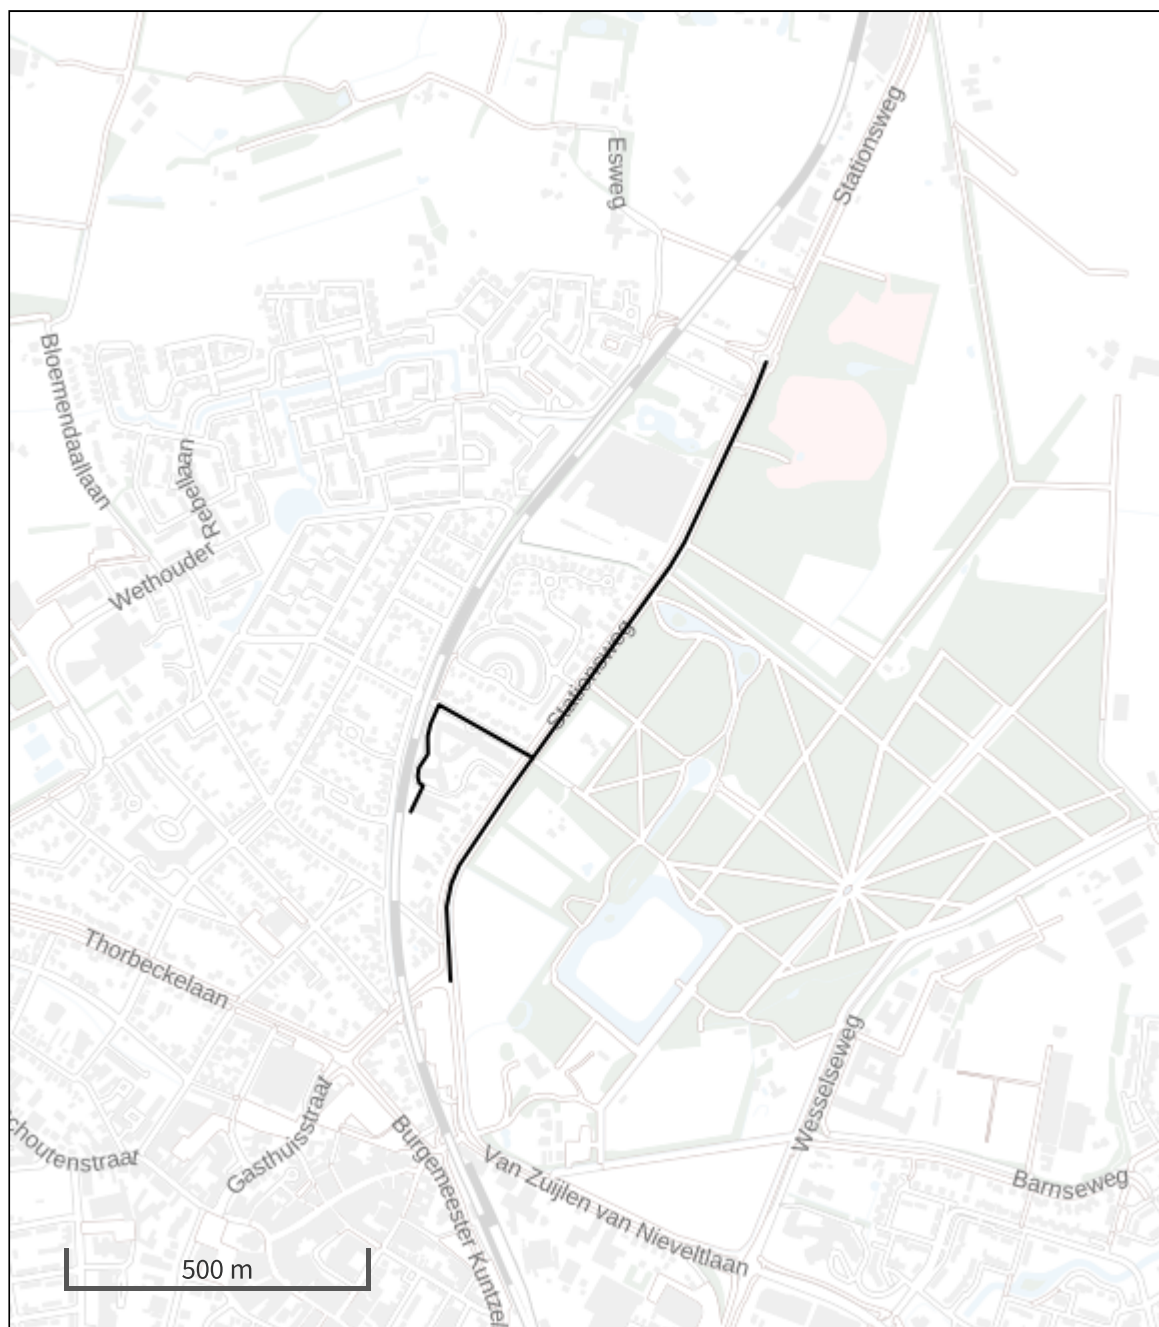 Stationsweg
Esweg
Bloemendaallaan
Wethouder Rebellaan
Stationsweg
Thorbeckelaan
Gasthuisstraat
choutenstraat
Burgemeester Kuntzel
Van Zuijlen van Nieveltlaan
Wesselseweg
Barnseweg
500 m